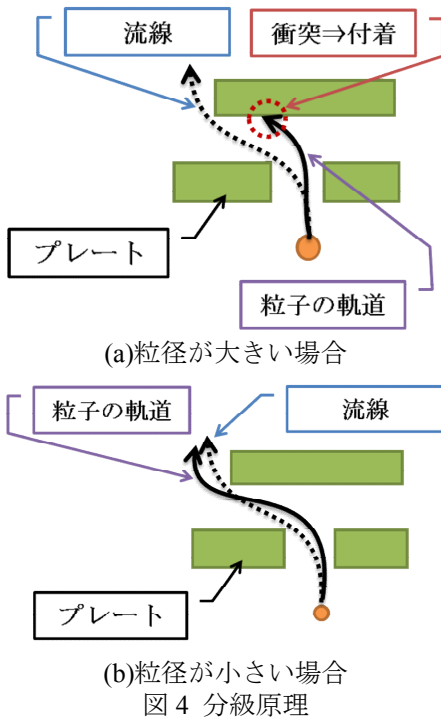 流線
衝突⇒付着
プレート
粒子の軌道
(a)粒径が大きい場合
粒子の軌道
流線
プレート
(b)粒径が小さい場合
図4 分級原理